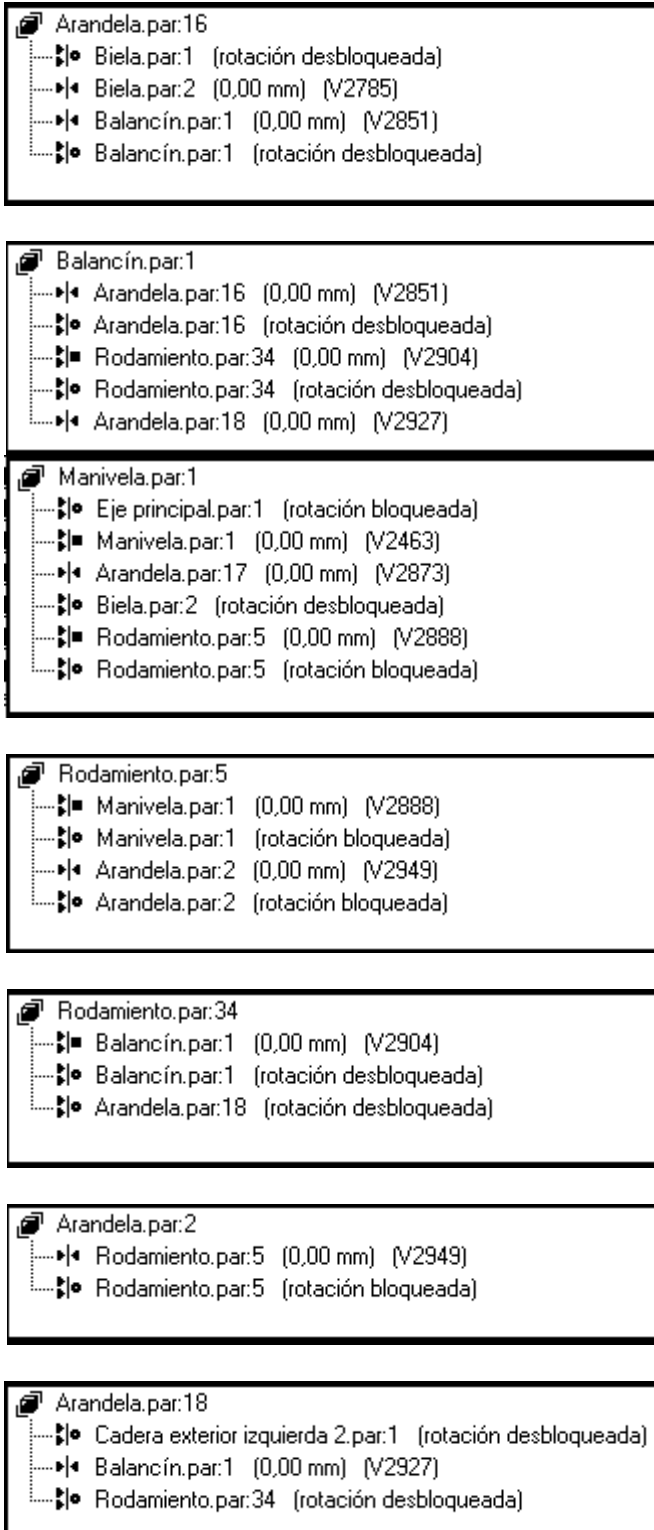 Arandela.par:16
Biela.par:1 (rotación desbloqueada)
Biela.par:2 (0,00 mm) (V2785)
Balancín.par:1 (0,00 mm) (V2851)
Balancín.par:1 (rotación desbloqueada)
Balancín.par:1
Arandela.par:16 (0,00 mm) (V2851)
Arandela.par:16 (rotación desbloqueada)
Rodamiento.par:34 (0,00 mm) (V2904)
Rodamiento.par:34 (rotación desbloqueada)
Arandela.par:18 (0,00 mm) (V2927)
Manivela.par:1
Eje principal.par:1 (rotación bloqueada)
Manivela.par:1 (0,00 mm) (V2463)
Arandela.par:17 (0,00 mm) (V2873)
Biela.par:2 (rotación desbloqueada)
Rodamiento.par:5 (0,00 mm) (V2888)
Rodamiento.par:5 (rotación bloqueada)
Rodamiento.par:5
Manivela.par:1 (0,00 mm) (V2888)
Manivela.par:1 (rotación bloqueada)
Arandela.par:2 (0,00 mm) (V2949)
Arandela.par:2 (rotación bloqueada)
Rodamiento.par:34
Balancín.par:1 (0,00 mm) (V2904)
Balancín.par:1 (rotación desbloqueada)
Arandela.par:18 (rotación desbloqueada)
Arandela.par:2
Rodamiento.par:5 (0,00 mm) (V2949)
Rodamiento.par:5 (rotación bloqueada)
Arandela.par:18
Cadera exterior izquierda 2.par:1 (rotación desbloqueada)
Balancín.par:1 (0,00 mm) (V2927)
Rodamiento.par:34 (rotación desbloqueada)